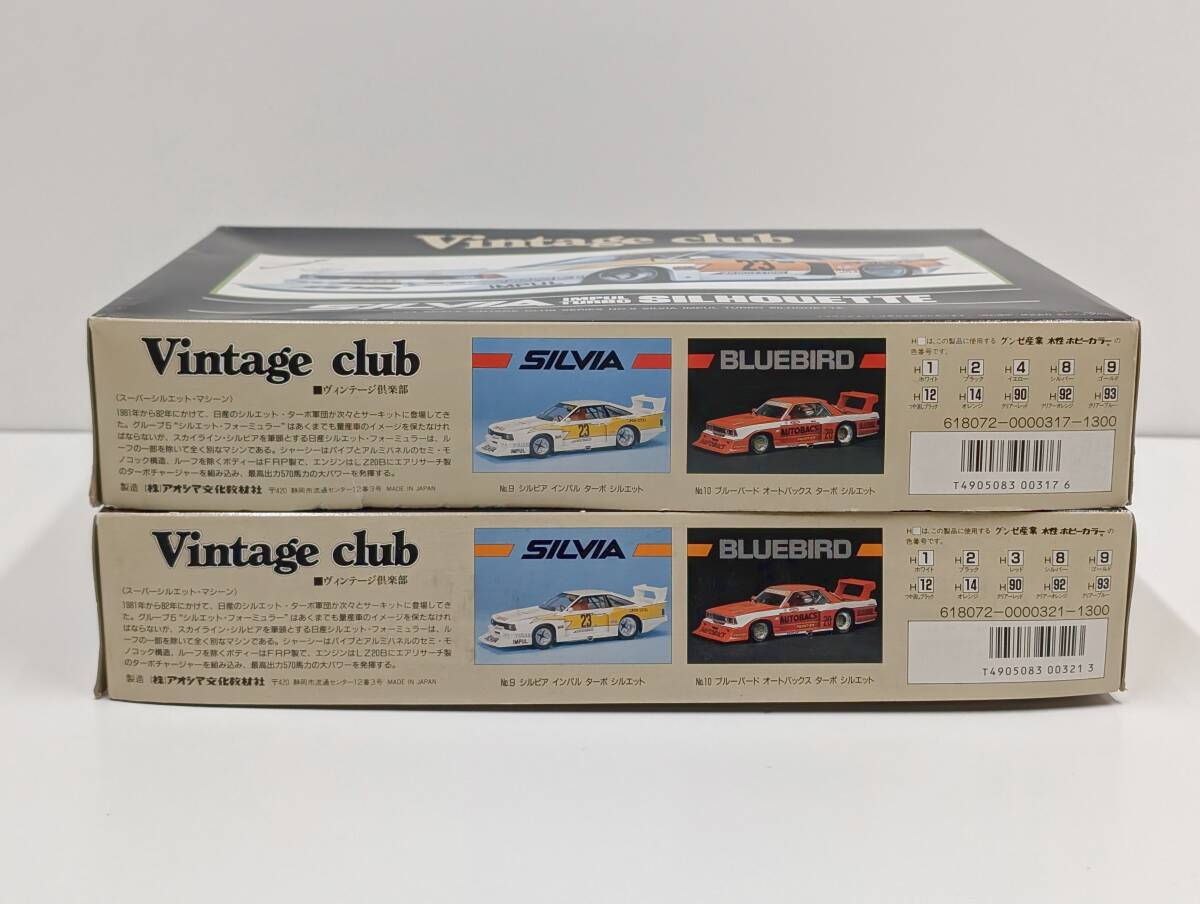 Vintage club
SILVIA IMPUL TURBO SILHOUETTE
IMPUL
23
Vintage club
■ヴィンテージ倶楽部
〈スーパーシルエット・マシーン〉
1981年から82年にかけて、日産のシルエット・ターボ軍団が次々とサーキットに登場してき
た。グループ5“シルエット・フォーミュラー”はあくまでも量産車のイメージを保たなけれ
ばならないが、スカイライン・シルビアを筆頭とする日産シルエット・フォーミュラーは、ル
ーフの一部を除いて全く別なマシンである。シャーシーはパイプとアルミパネルのセミ・モ
ノコック構造、ルーフを除くボディーはFRP製で、エンジンはLZ20Bにエアリサーチ製
のターボチャージャーを組み込み、最高出力570馬力の大パワーを発揮する。
製造 (株)アオシマ文化教材社 〒420 静岡市流通センター12番3号 MADE IN JAPAN
SILVIA
23
IMPUL
No.9 シルビア インパル ターボ シルエット
BLUEBIRD
AUTOBACS
20
No.10 ブルーバード オートバックス ターボ シルエット
H□は、この製品に使用する グンゼ産業 水性ホビーカラーの
色番号です。
H1 H2 H4 H8 H9
ホワイト ブラック イエロー シルバー ゴールド
H12 H14 H90 H92 H93
つや消しブラック オレンジ クリアーレッド クリアーオレンジ クリアーブルー
618072-0000317-1300
T4905083 00317 6
Vintage club
■ヴィンテージ倶楽部
〈スーパーシルエット・マシーン〉
1981年から82年にかけて、日産のシルエット・ターボ軍団が次々とサーキットに登場してき
た。グループ5“シルエット・フォーミュラー”はあくまでも量産車のイメージを保たなけれ
ばならないが、スカイライン・シルビアを筆頭とする日産シルエット・フォーミュラーは、ル
ーフの一部を除いて全く別なマシンである。シャーシーはパイプとアルミパネルのセミ・モ
ノコック構造、ルーフを除くボディーはFRP製で、エンジンはLZ20Bにエアリサーチ製
のターボチャージャーを組み込み、最高出力570馬力の大パワーを発揮する。
製造 (株)アオシマ文化教材社 〒420 静岡市流通センター12番3号 MADE IN JAPAN
SILVIA
23
IMPUL
No.9 シルビア インパル ターボ シルエット
BLUEBIRD
AUTOBACS
20
No.10 ブルーバード オートバックス ターボ シルエット
H□は、この製品に使用する グンゼ産業 水性ホビーカラーの
色番号です。
H1 H2 H3 H8 H9
ホワイト ブラック レッド シルバー ゴールド
H12 H14 H90 H92 H93
つや消しブラック オレンジ クリアーレッド クリアーオレンジ クリアーブルー
618072-0000321-1300
T4905083 00321 3